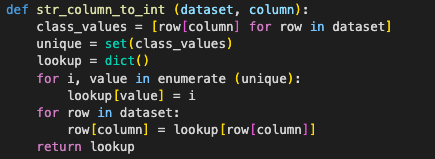 def str_column_to_int (dataset, column):
    class_values = [row[column] for row in dataset]
    unique = set(class_values)
    lookup = dict()
    for i, value in enumerate (unique):
        lookup[value] = i
    for row in dataset:
        row[column] = lookup[row[column]]
    return lookup